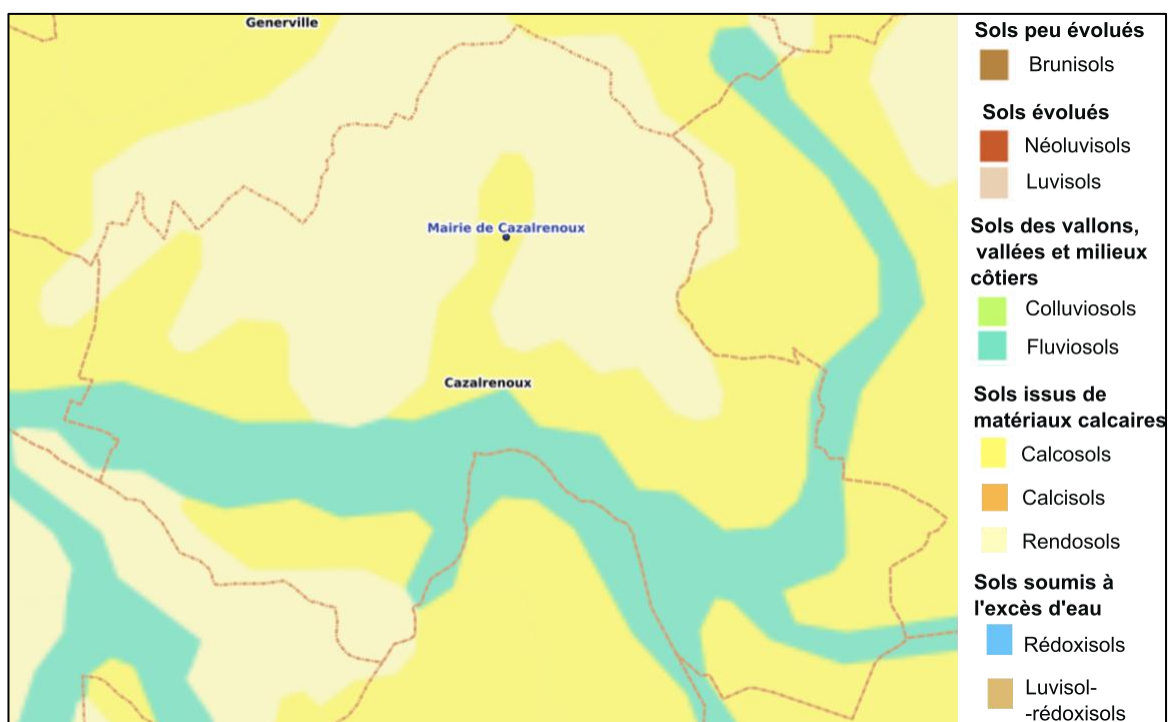 Generville
Mairie de Cazalrenoux
Cazalrenoux
Sols peu évolués
Brunisols
Sols évolués
Néoluvisols
Luvisols
Sols des vallons,
vallées et milieux
côtiers
Colluviosols
Fluviosols
Sols issus de
matériaux calcaires
Calcosols
Calcisols
Rendosols
Sols soumis à
l'excès d'eau
Rédoxisols
Luvisol-
-rédoxisols